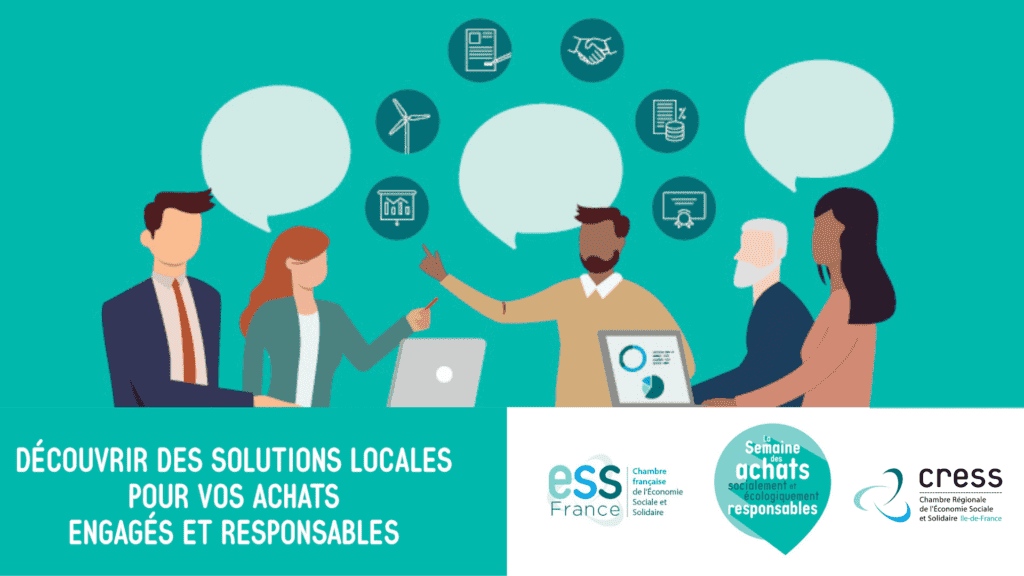 DÉCOUVRIR DES SOLUTIONS LOCALES
POUR VOS ACHATS
ENGAGÉS ET RESPONSABLES
ess
France
Chambre
française
de l'Économie
Sociale et
Solidaire
La
Semaine
des
achats
socialement et
écologiquement
responsables
cress
Chambre Régionale
de l'Économie Sociale
et Solidaire Ile-de-France
%